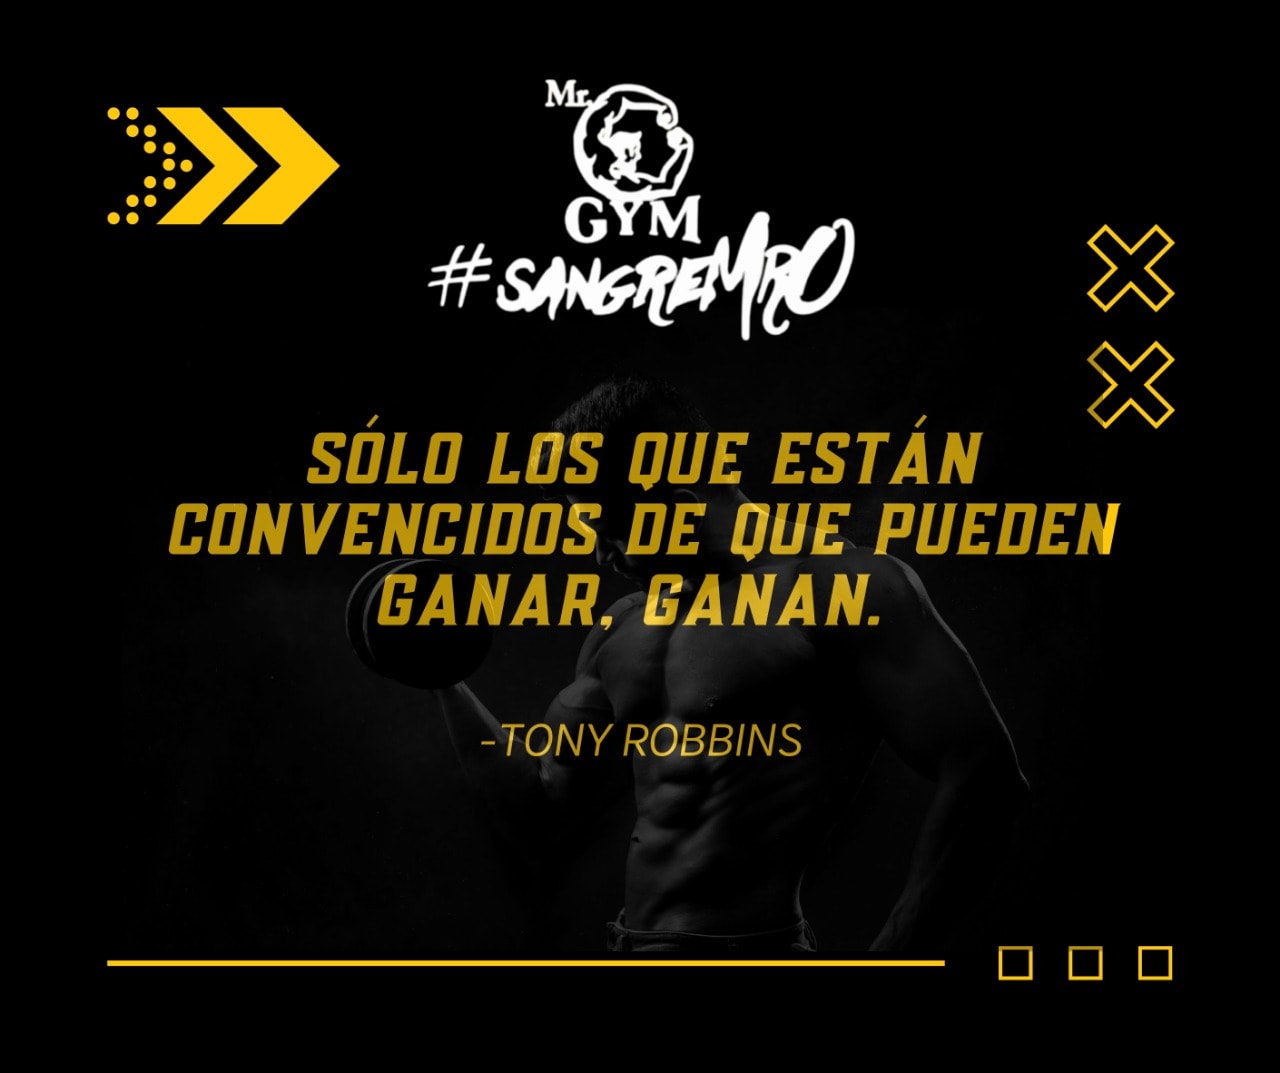 Mr.
GYM
#SANGREMRO
SÓLO LOS QUE ESTÁN
CONVENCIDOS DE QUE PUEDEN
GANAR, GANAN.
-TONY ROBBINS